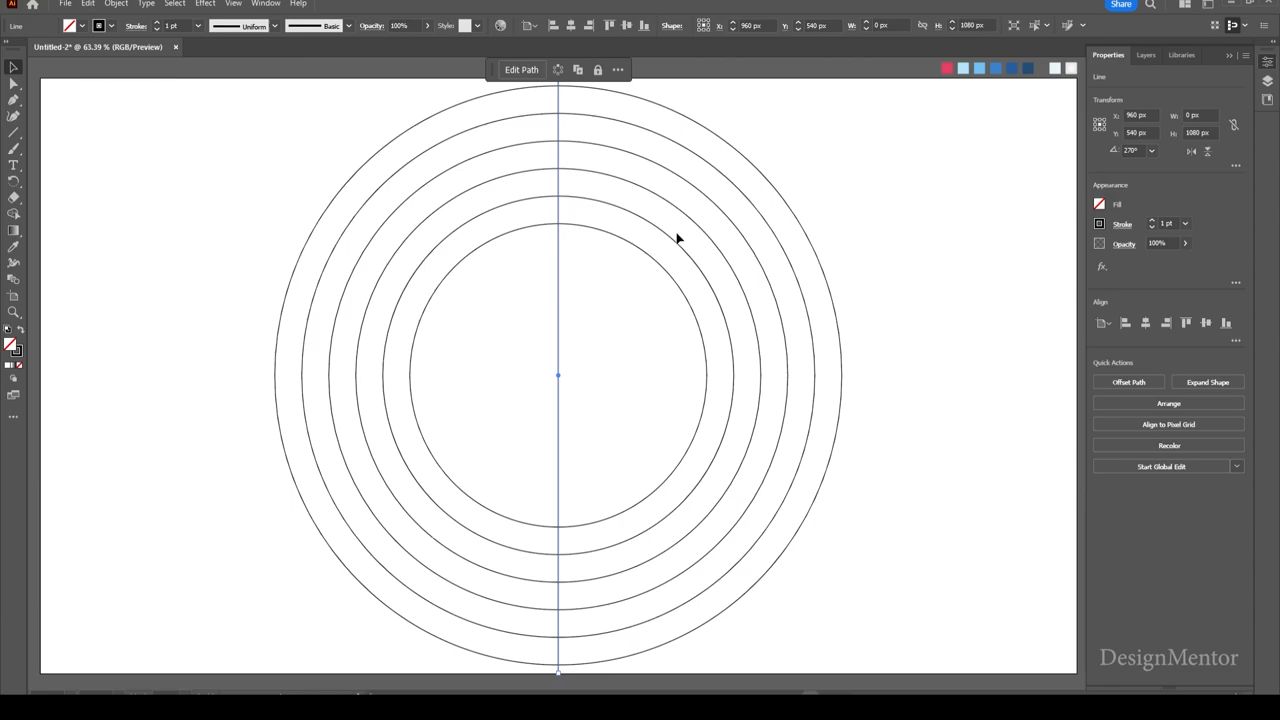 Ai File Edit Object Type Select Effect View Window Help Share
Line Stroke: 1 pt Uniform Basic Opacity: 100% Style: Shape: X: 960 px Y: 540 px W: 0 px H: 1080 px
Untitled-2* @ 63.39 % (RGB/Preview) ×
Edit Path
Properties Layers Libraries
Line
Transform
X: 960 px W: 0 px
Y: 540 px H: 1080 px
270°
Appearance
Fill
Stroke 1 pt
Opacity 100%
fx.
Align
Quick Actions
Offset Path Expand Shape
Arrange
Align to Pixel Grid
Recolor
Start Global Edit
DesignMentor